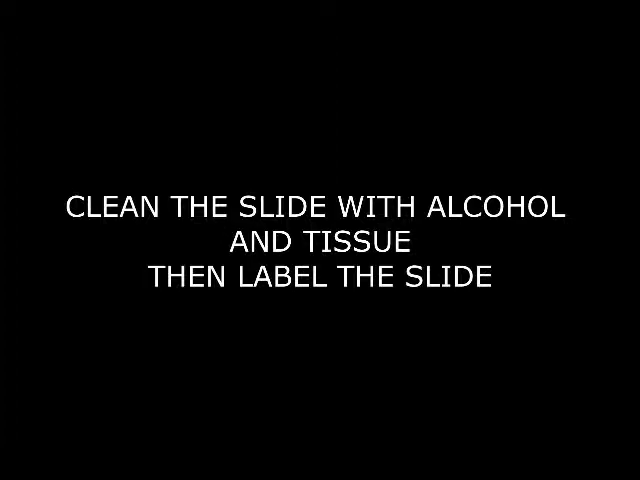 CLEAN THE SLIDE WITH ALCOHOL
AND TISSUE
THEN LABEL THE SLIDE